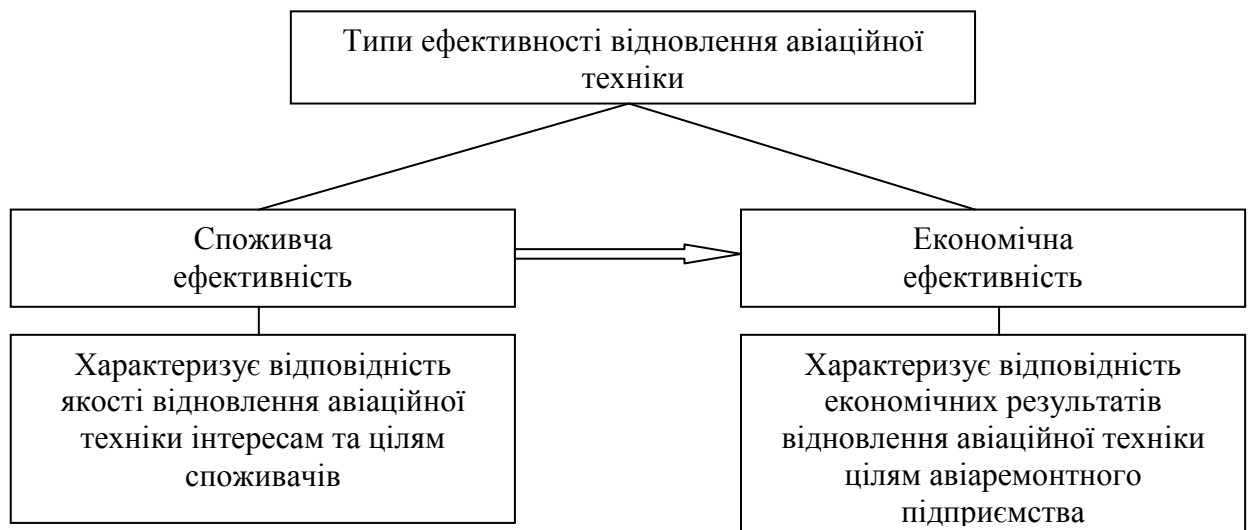 Типи ефективності відновлення авіаційної
техніки
Споживча
ефективність
Економічна
ефективність
Характеризує відповідність
якості відновлення авіаційної
техніки інтересам та цілям
споживачів
Характеризує відповідність
економічних результатів
відновлення авіаційної техніки
цілям авіаремонтного
підприємства